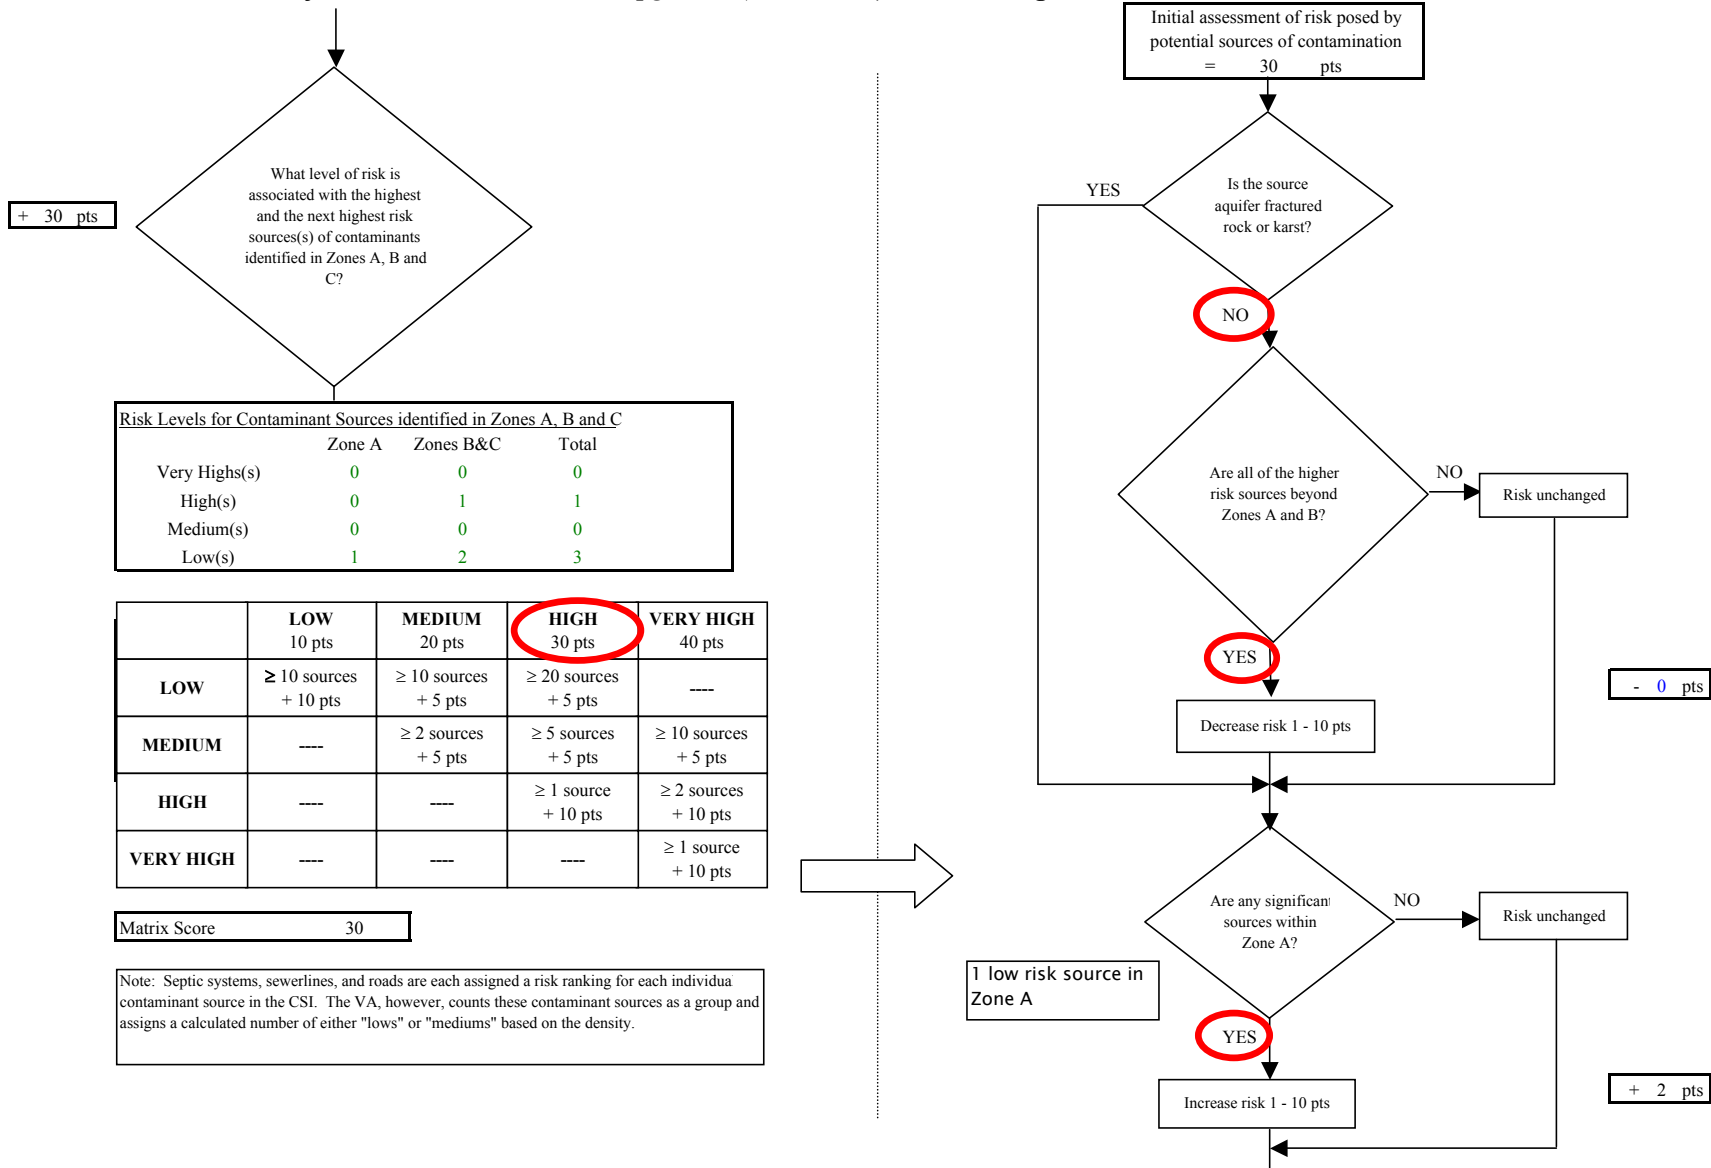 What level of risk is
associated with the highest
and the next highest risk
sources(s) of contaminants
identified in Zones A, B and
C?
+ 30 pts
Risk Levels for Contaminant Sources identified in Zones A, B and C
Zone A Zones B&C Total
Very Highs(s) 0 0 0
High(s) 0 1 1
Medium(s) 0 0 0
Low(s) 1 2 3
LOW MEDIUM HIGH VERY HIGH
10 pts 20 pts 30 pts 40 pts
LOW ≥ 10 sources + 10 pts ≥ 10 sources + 5 pts ≥ 20 sources + 5 pts ----
MEDIUM ---- ≥ 2 sources + 5 pts ≥ 5 sources + 5 pts ≥ 10 sources + 5 pts
HIGH ---- ---- ≥ 1 source + 10 pts ≥ 2 sources + 10 pts
VERY HIGH ---- ---- ---- ≥ 1 source + 10 pts
Matrix Score 30
Note: Septic systems, sewerlines, and roads are each assigned a risk ranking for each individua
contaminant source in the CSI. The VA, however, counts these contaminant sources as a group and
assigns a calculated number of either "lows" or "mediums" based on the density.
Initial assessment of risk posed by
potential sources of contamination
= 30 pts
Is the source
aquifer fractured
rock or karst?
YES
NO
Are all of the higher
risk sources beyond
Zones A and B?
NO
Risk unchanged
YES
- 0 pts
Decrease risk 1 - 10 pts
Are any significant
sources within
Zone A?
NO
Risk unchanged
1 low risk source in
Zone A
YES
+ 2 pts
Increase risk 1 - 10 pts